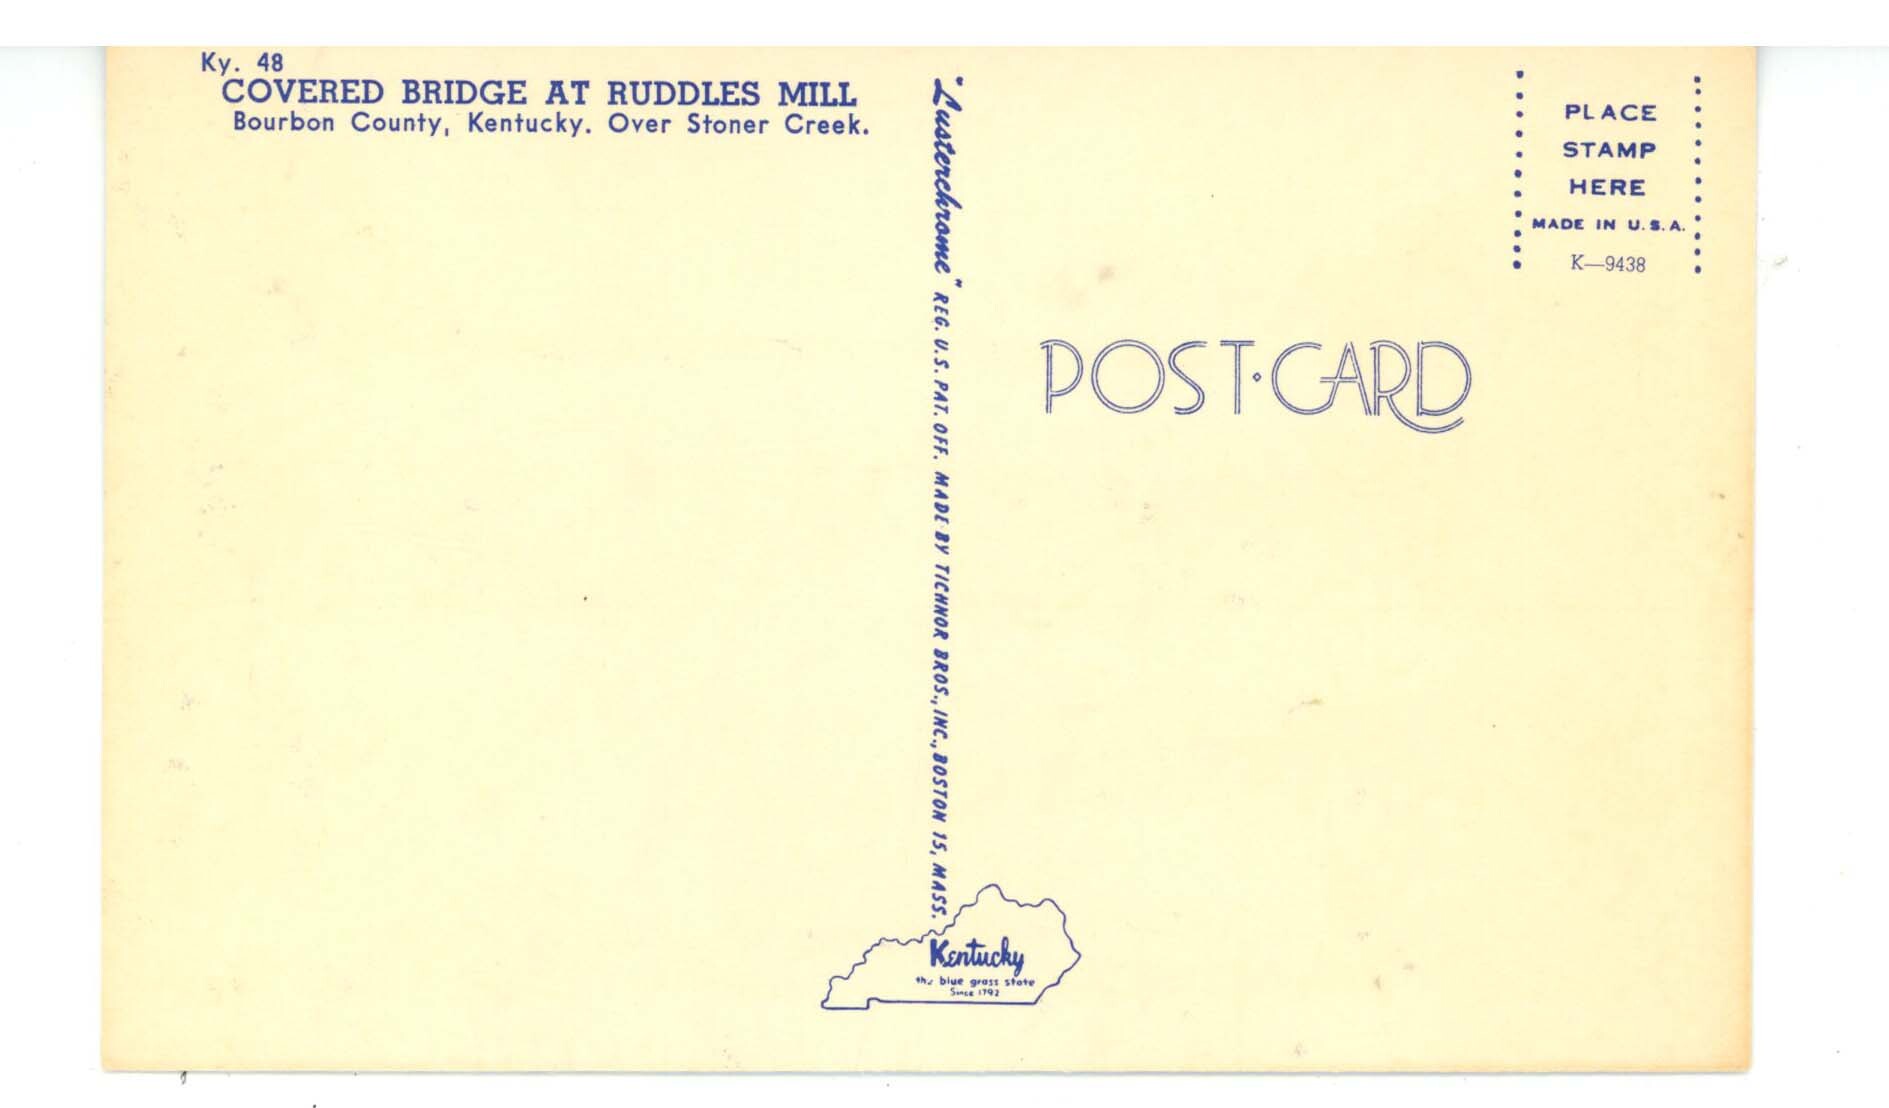 Ky. 48
COVERED BRIDGE AT RUDDLES MILL
Bourbon County, Kentucky. Over Stoner Creek.
"Lusterchrome" REG. U.S. PAT. OFF. MADE BY TICHNOR BROS., INC., BOSTON 15, MASS.
PLACE
STAMP
HERE
MADE IN U.S.A.
K—9438
POST·CARD
Kentucky
the blue grass state
Since 1792